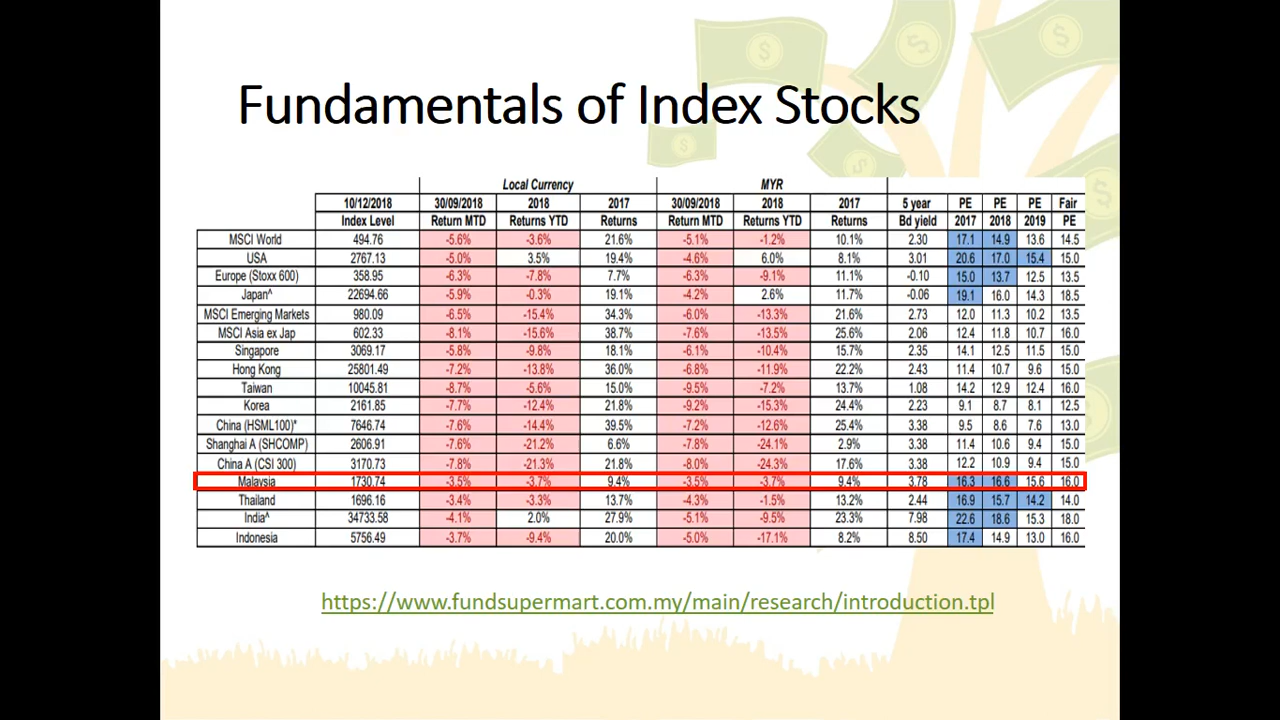 Fundamentals of Index Stocks
Local Currency MYR
10/12/2018 30/09/2018 2018 2017 30/09/2018 2018 2017 5 year PE PE PE Fair
Index Level Return MTD Returns YTD Returns Return MTD Returns YTD Returns Bd yield 2017 2018 2019 PE
MSCI World 494.76 -5.6% -3.6% 21.6% -5.1% -1.2% 10.1% 2.30 17.1 14.9 13.6 14.5
USA 2767.13 -5.0% 3.5% 19.4% -4.6% 6.0% 8.1% 3.01 20.6 17.0 15.4 15.0
Europe (Stoxx 600) 358.95 -6.3% -7.8% 7.7% -6.3% -9.1% 11.1% -0.10 15.0 13.7 12.5 13.5
Japan^ 22694.66 -5.9% -0.3% 19.1% -4.2% 2.6% 11.7% -0.06 19.1 16.0 14.3 18.5
MSCI Emerging Markets 980.09 -6.5% -15.4% 34.3% -6.0% -13.3% 21.6% 2.73 12.0 11.3 10.2 13.5
MSCI Asia ex Jap 602.33 -8.1% -15.6% 38.7% -7.6% -13.5% 25.6% 2.06 12.4 11.8 10.7 16.0
Singapore 3069.17 -5.8% -9.8% 18.1% -6.1% -10.4% 15.7% 2.35 14.1 12.5 11.5 15.0
Hong Kong 25801.49 -7.2% -13.8% 36.0% -6.8% -11.9% 22.2% 2.43 11.4 10.7 9.6 15.0
Taiwan 10045.81 -8.7% -5.6% 15.0% -9.5% -7.2% 13.7% 1.08 14.2 12.9 12.4 16.0
Korea 2161.85 -7.7% -12.4% 21.8% -9.2% -15.3% 24.4% 2.23 9.1 8.7 8.1 12.5
China (HSML100)* 7646.74 -7.6% -14.4% 39.5% -7.2% -12.6% 25.4% 3.38 9.5 8.6 7.6 13.0
Shanghai A (SHCOMP) 2606.91 -7.6% -21.2% 6.6% -7.8% -24.1% 2.9% 3.38 11.4 10.6 9.4 15.0
China A (CSI 300) 3170.73 -7.8% -21.3% 21.8% -8.0% -24.3% 17.6% 3.38 12.2 10.9 9.4 15.0
Malaysia 1730.74 -3.5% -3.7% 9.4% -3.5% -3.7% 9.4% 3.78 16.3 16.6 15.6 16.0
Thailand 1696.16 -3.4% -3.3% 13.7% -4.3% -1.5% 13.2% 2.44 16.9 15.7 14.2 14.0
India^ 34733.58 -4.1% 2.0% 27.9% -5.1% -9.5% 23.3% 7.98 22.6 18.6 15.3 18.0
Indonesia 5756.49 -3.7% -9.4% 20.0% -5.0% -17.1% 8.2% 8.50 17.4 14.9 13.0 16.0
https://www.fundsupermart.com.my/main/research/introduction.tpl